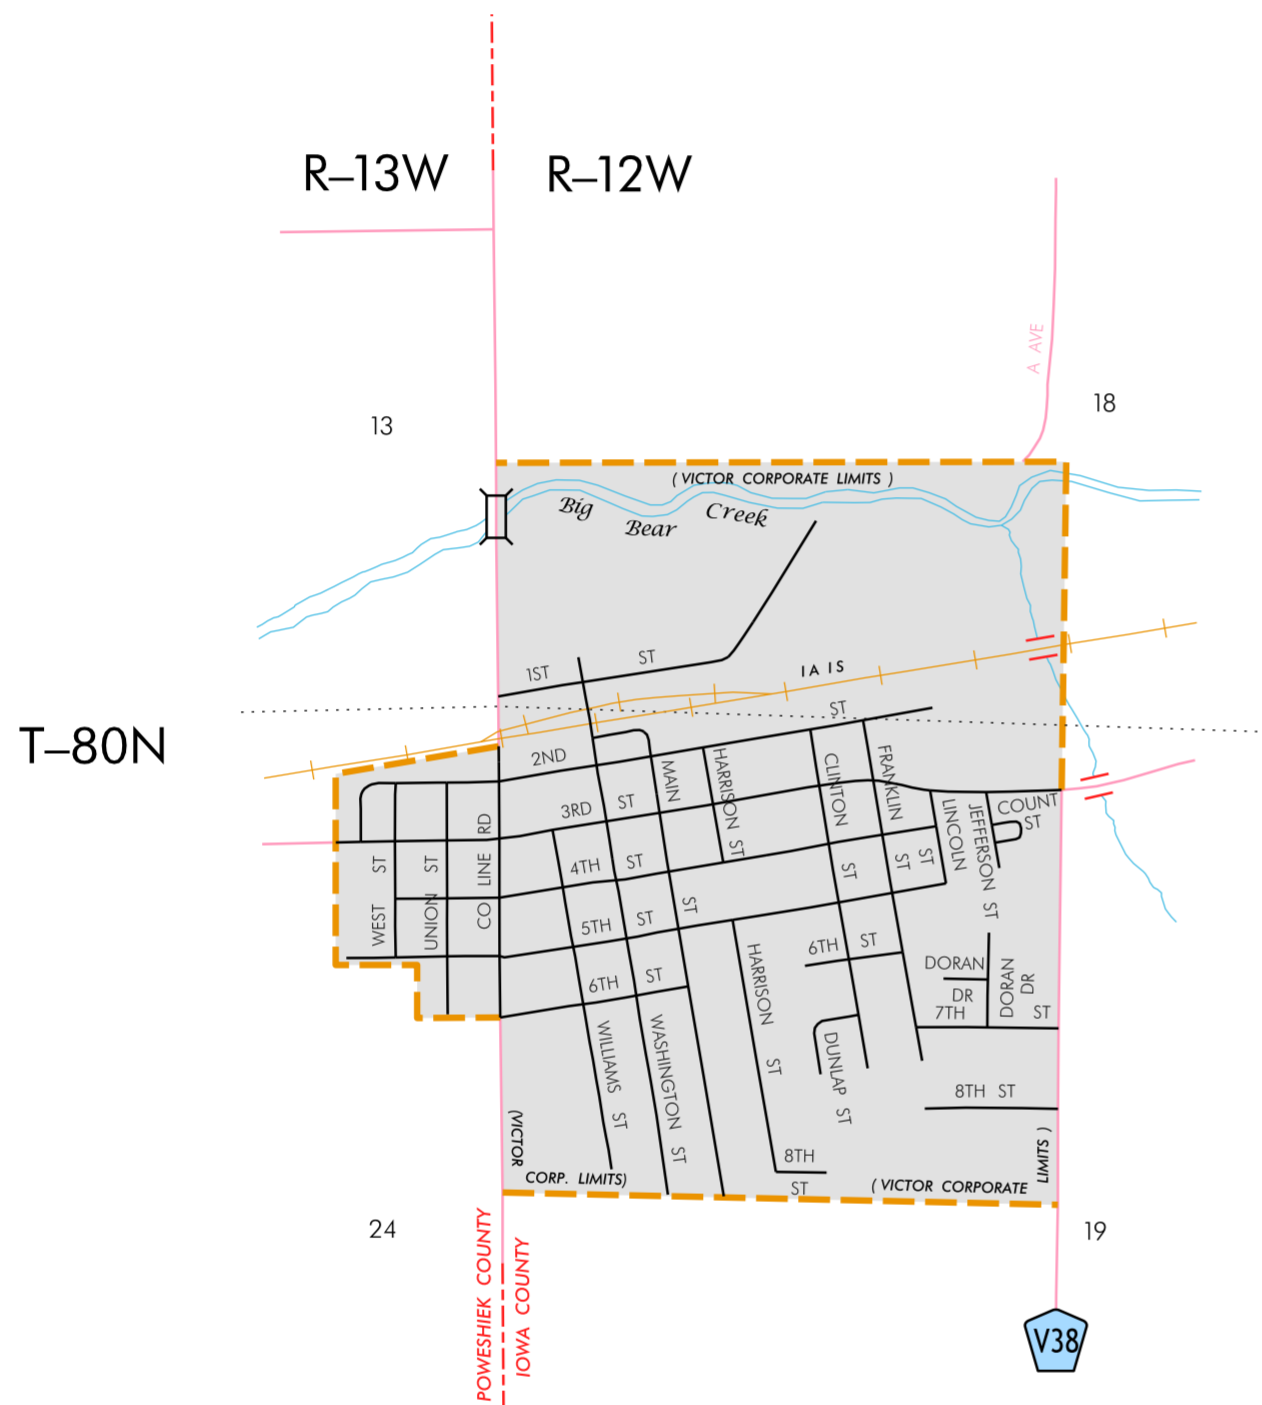 R–13W
R–12W
A AVE
13
18
( VICTOR CORPORATE LIMITS )
Big
Bear
Creek
1ST ST
IA IS
T–80N
2ND ST
MAIN ST
HARRISON ST
CLINTON ST
FRANKLIN ST
3RD ST
CO LINE RD
WEST ST
UNION ST
4TH ST
ST
LINCOLN
JEFFERSON ST
COUNT
ST
5TH ST
6TH ST
6TH ST
HARRISON ST
DORAN
DR
DORAN
DR
7TH ST
WILLIAMS ST
WASHINGTON ST
DUNLAP ST
8TH ST
8TH
ST
(VICTOR
CORP. LIMITS)
( VICTOR CORPORATE
LIMITS )
24
19
POWESHIEK COUNTY
IOWA COUNTY
V38